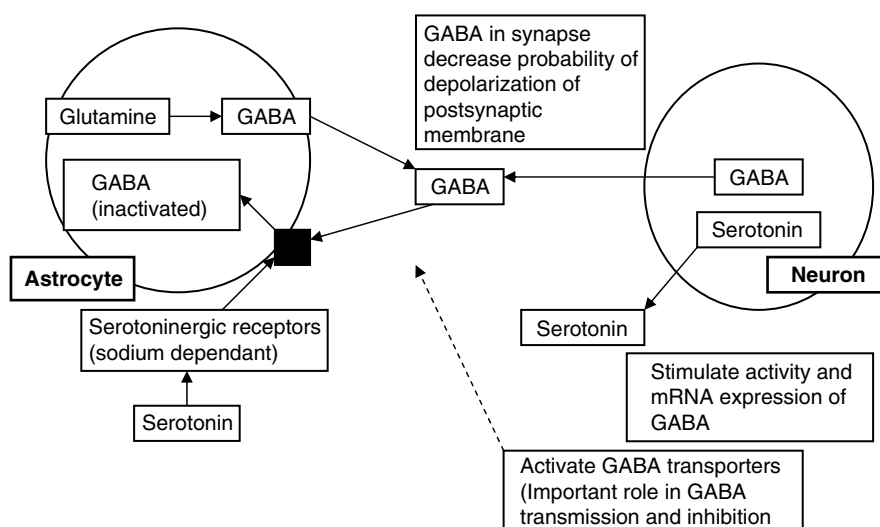 GABA in synapse
decrease probability of
depolarization of
postsynaptic
membrane
Glutamine
GABA
GABA
(inactivated)
GABA
GABA
Serotonin
Astrocyte
Neuron
Serotoninergic receptors
(sodium dependant)
Serotonin
Serotonin
Stimulate activity and
mRNA expression of
GABA
Activate GABA transporters
(Important role in GABA
transmission and inhibition